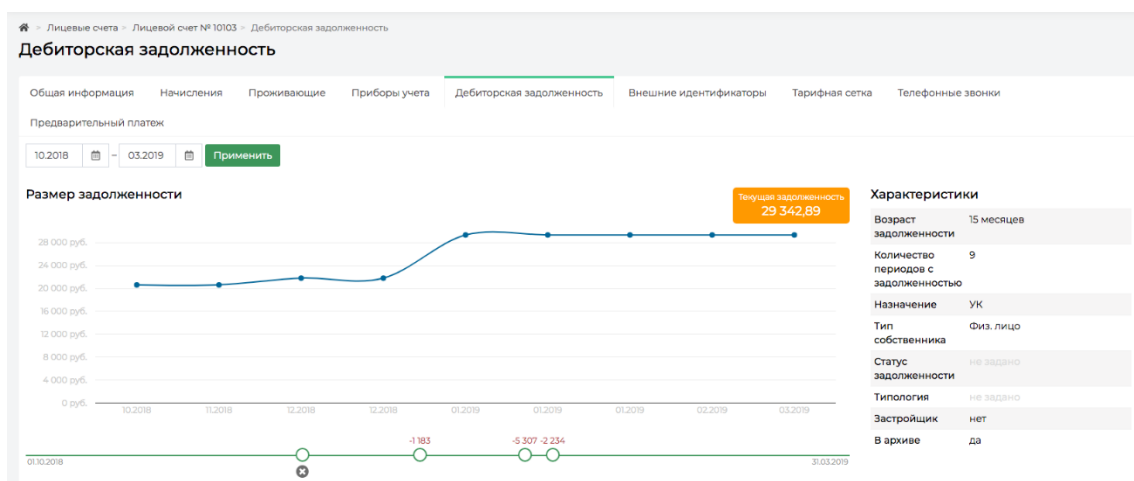 > Лицевые счета > Лицевой счет № 10103 > Дебиторская задолженность
Дебиторская задолженность
Общая информация Начисления Проживающие Приборы учета Дебиторская задолженность Внешние идентификаторы Тарифная сетка Телефонные звонки
Предварительный платеж
10.2018 – 03.2019 Применить
Размер задолженности
Текущая задолженность
29 342,89
28 000 руб.
24 000 руб.
20 000 руб.
16 000 руб.
12 000 руб.
8 000 руб.
4 000 руб.
0 руб.
10.2018 11.2018 12.2018 12.2018 01.2019 01.2019 01.2019 02.2019 03.2019
-1 183 -5 307 -2 234
01.10.2018 31.03.2019
Характеристики
Возраст 15 месяцев
задолженности
Количество 9
периодов с
задолженностью
Назначение УК
Тип Физ. лицо
собственника
Статус не задано
задолженности
Типология не задано
Застройщик нет
В архиве да